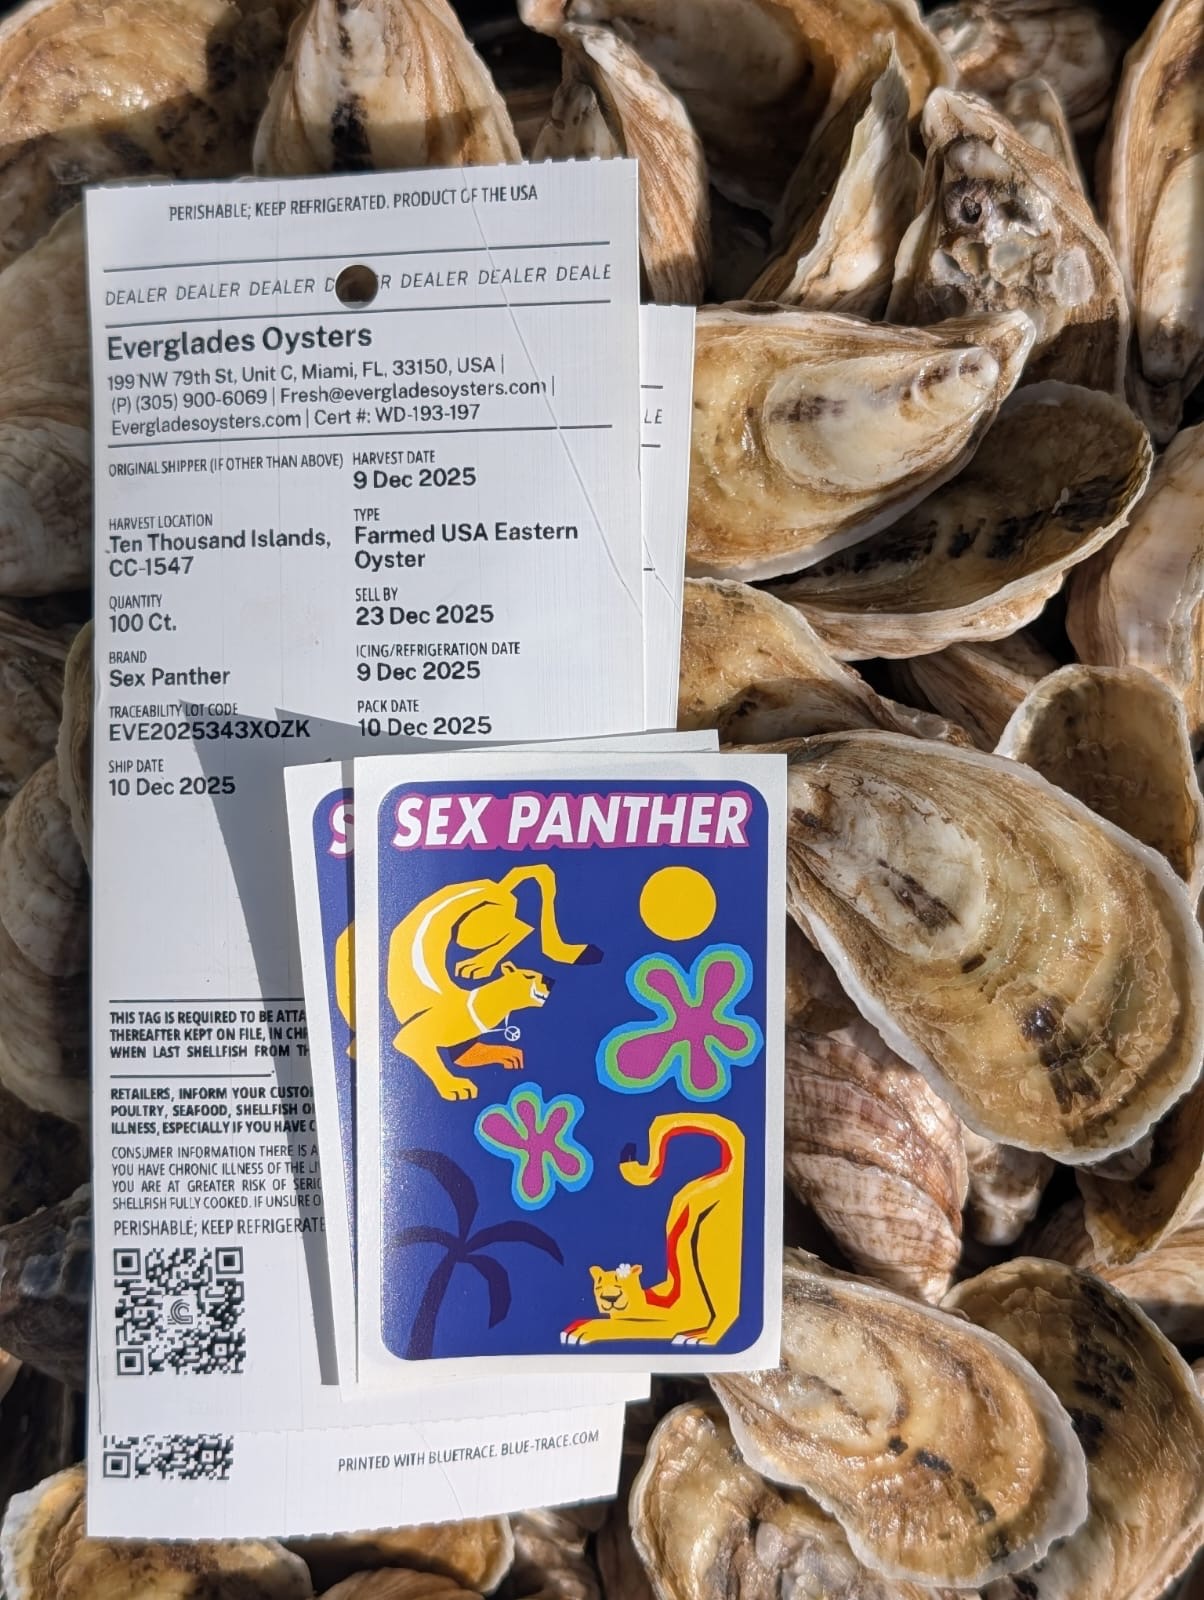 PERISHABLE; KEEP REFRIGERATED. PRODUCT OF THE USA
DEALER DEALER DEALER D R DEALER DEALER DEALE
Everglades Oysters
199 NW 79th St, Unit C, Miami, FL, 33150, USA |
(P) (305) 900-6069 | Fresh@evergladesoysters.com |
Evergladesoysters.com | Cert #: WD-193-197
LE
ORIGINAL SHIPPER (IF OTHER THAN ABOVE)
HARVEST DATE
9 Dec 2025
HARVEST LOCATION
Ten Thousand Islands,
CC-1547
TYPE
Farmed USA Eastern
Oyster
QUANTITY
100 Ct.
SELL BY
23 Dec 2025
BRAND
Sex Panther
ICING/REFRIGERATION DATE
9 Dec 2025
TRACEABILITY LOT CODE
EVE2025343XOZK
PACK DATE
10 Dec 2025
SHIP DATE
10 Dec 2025
S
SEX PANTHER
THIS TAG IS REQUIRED TO BE ATTA
THEREAFTER KEPT ON FILE, IN CH
WHEN LAST SHELLFISH FROM TH
RETAILERS, INFORM YOUR CUSTO
POULTRY, SEAFOOD, SHELLFISH O
ILLNESS, ESPECIALLY IF YOU HAVE C
CONSUMER INFORMATION THERE IS A
YOU HAVE CHRONIC ILLNESS OF THE LI
YOU ARE AT GREATER RISK OF SERIO
SHELLFISH FULLY COOKED. IF UNSURE O
PERISHABLE; KEEP REFRIGERATE
PRINTED WITH BLUETRACE. BLUE-TRACE.COM